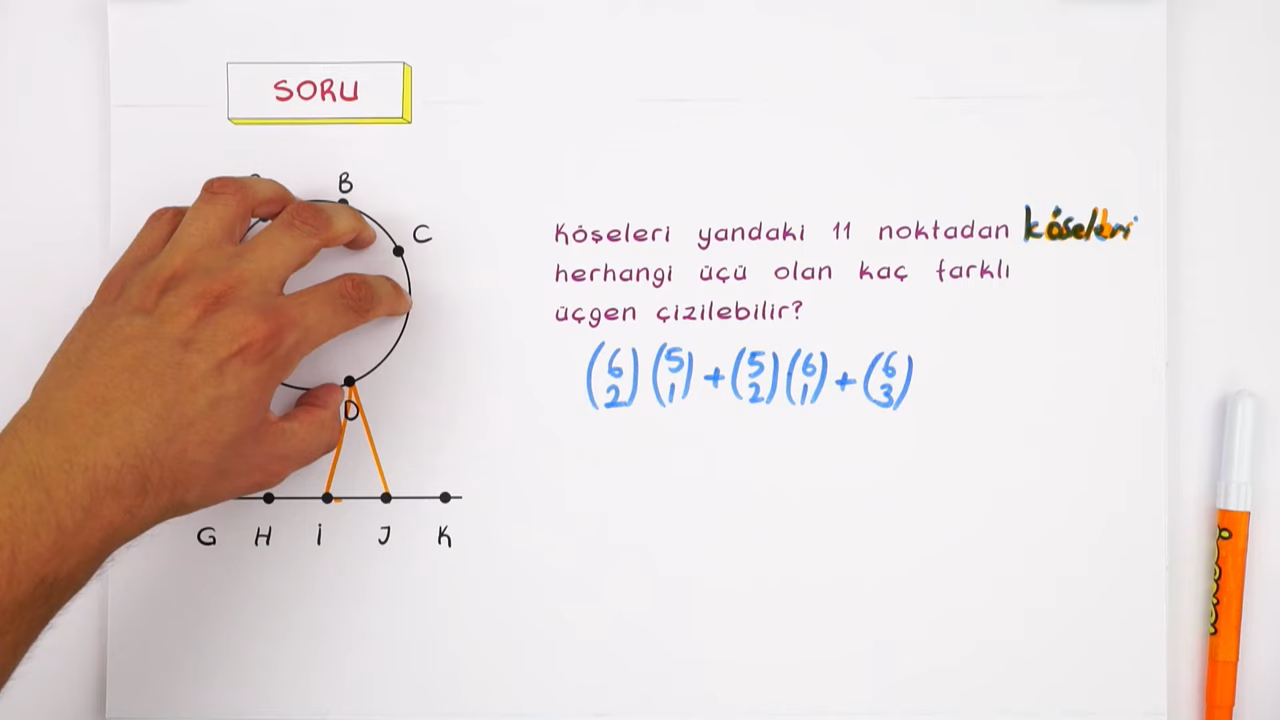 SORU
B
C
Köşeleri yandaki 11 noktadan köşeleri
herhangi üçü olan kaç farklı
üçgen çizilebilir?
(6 2)(5 1)+(5 2)(6 1)+(6 3)
D
G H İ J K